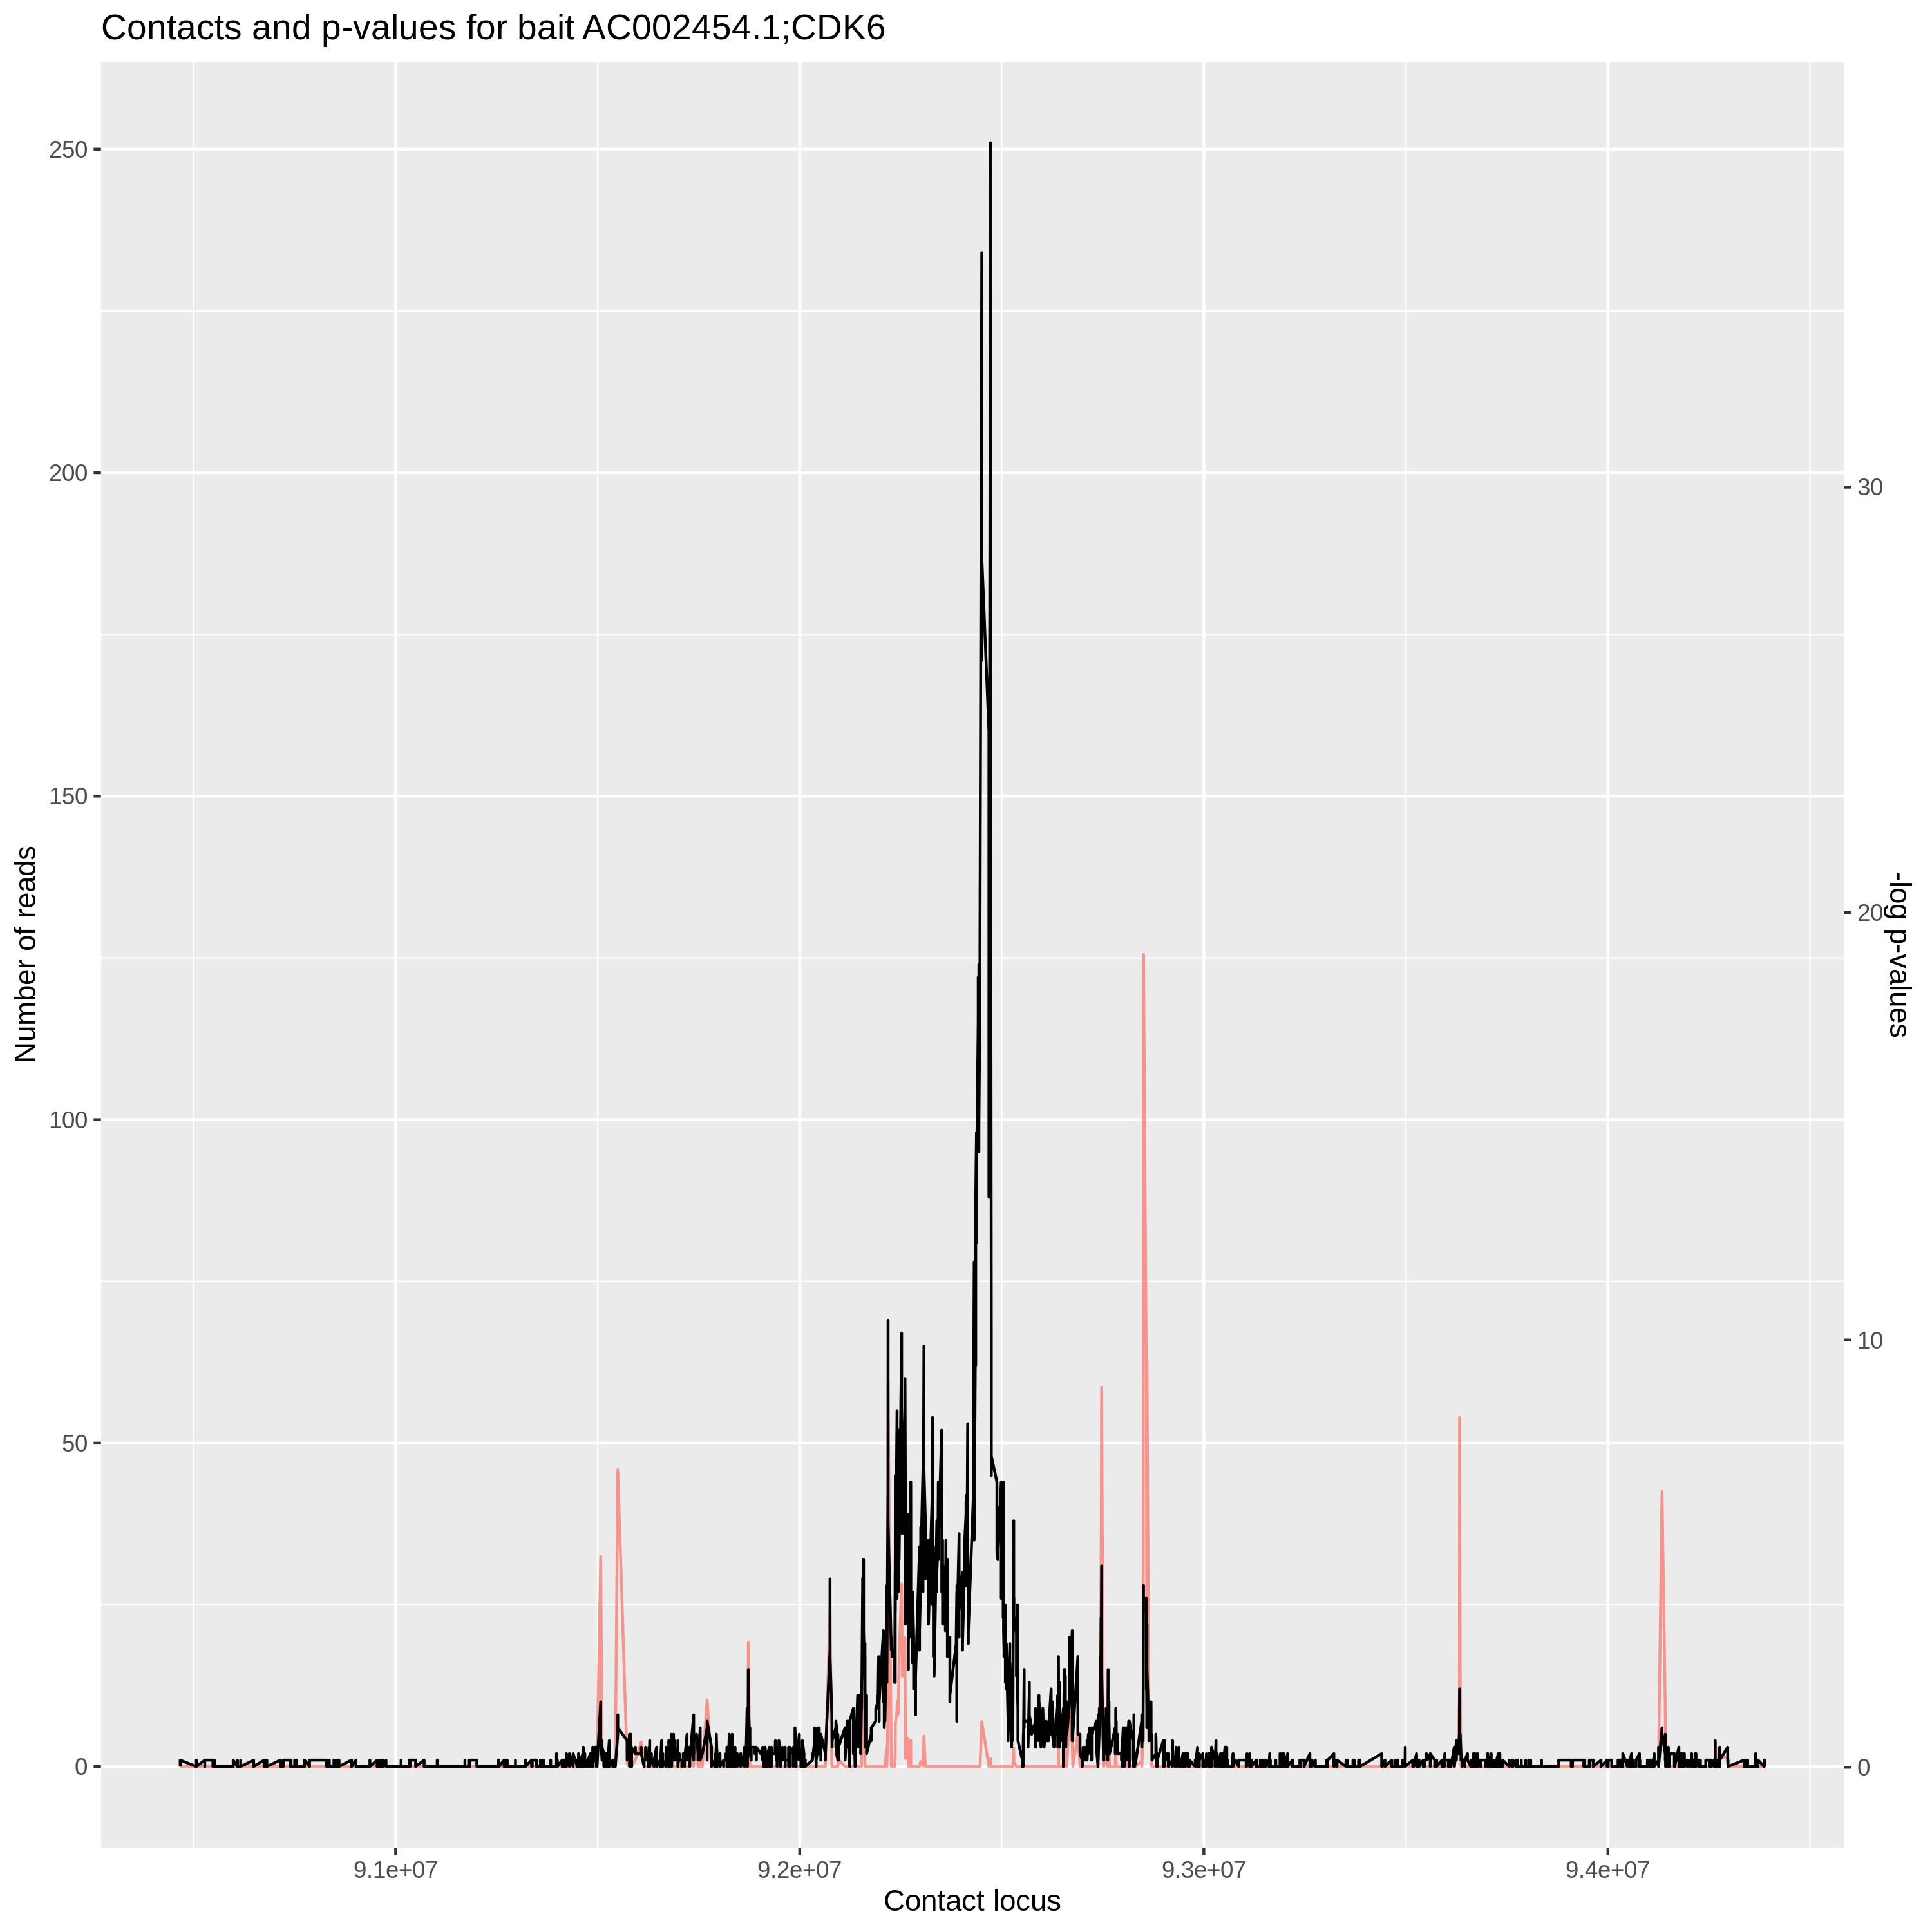 Contacts and p-values for bait AC002454.1;CDK6
250
200
150
100
50
0
Number of reads
30
20
10
0
-log p-values
9.1e+07
9.2e+07
9.3e+07
9.4e+07
Contact locus